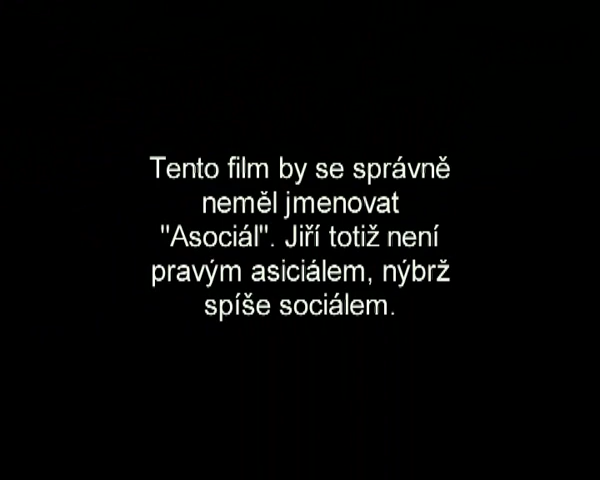 Tento film by se správně
neměl jmenovat
"Asociál". Jiří totiž není
pravým asiciálem, nýbrž
spíše sociálem.